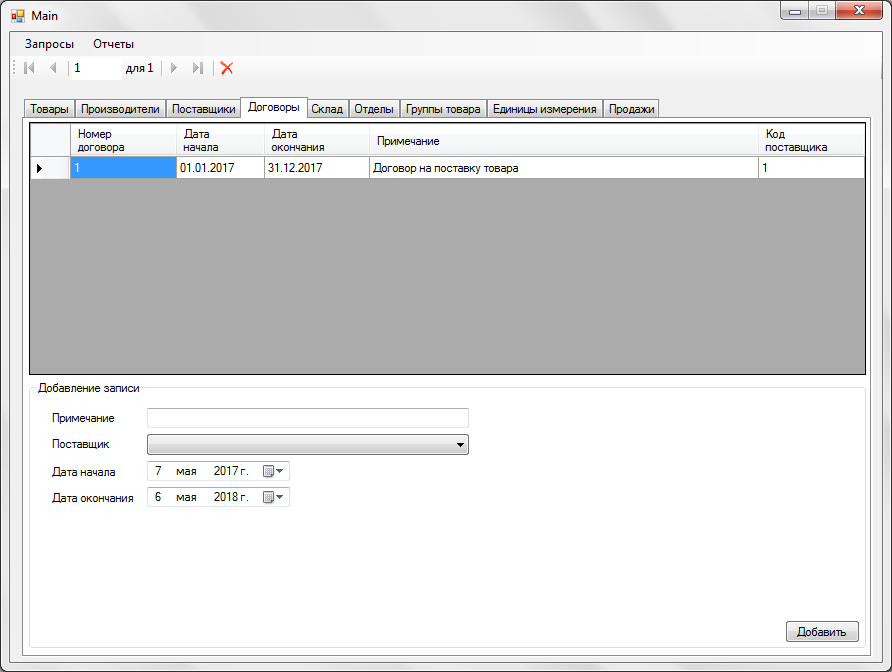 Main
Запросы Отчеты
1 для 1
Товары Производители Поставщики Договоры Склад Отделы Группы товара Единицы измерения Продажи
Номер договора Дата начала Дата окончания Примечание Код поставщика
1 01.01.2017 31.12.2017 Договор на поставку товара 1
Добавление записи
Примечание
Поставщик
Дата начала 7 мая 2017 г.
Дата окончания 6 мая 2018 г.
Добавить